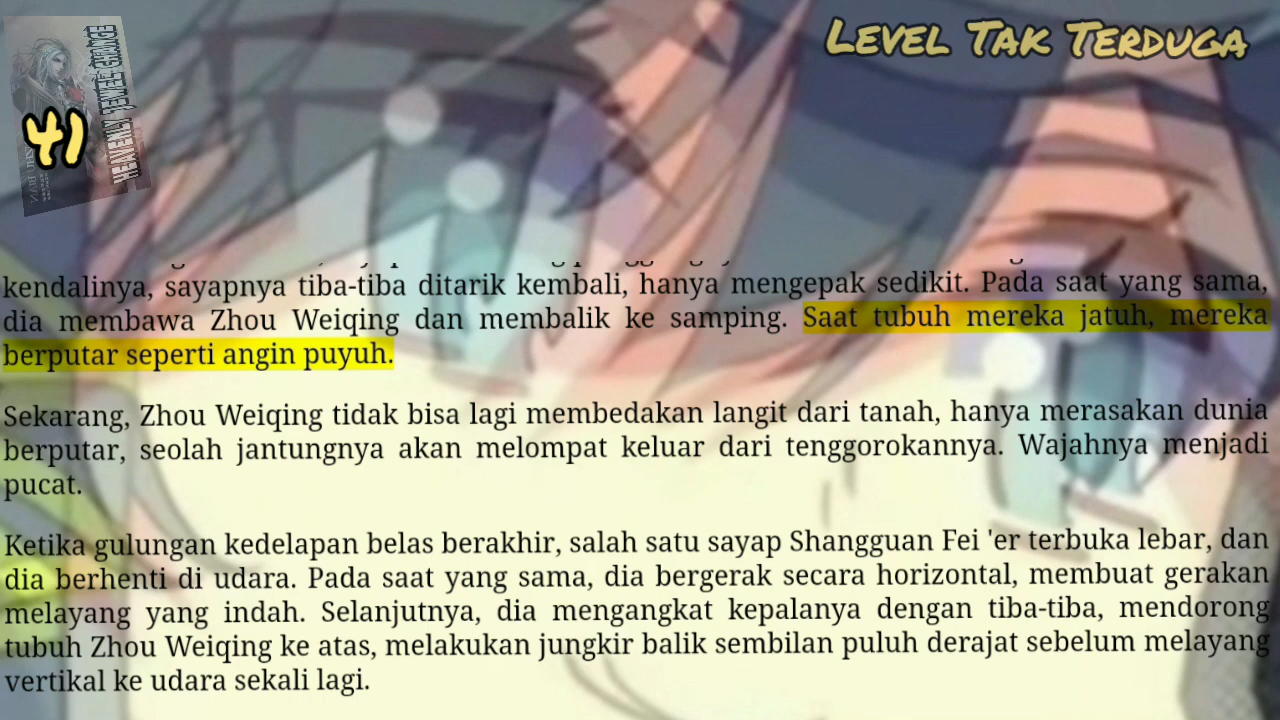 Level Tak Terduga
HEAVENLY JEWEL CHANGE
41
kendalinya, sayapnya tiba-tiba ditarik kembali, hanya mengepak sedikit. Pada saat yang sama,
dia membawa Zhou Weiqing dan membalik ke samping. Saat tubuh mereka jatuh, mereka
berputar seperti angin puyuh.
Sekarang, Zhou Weiqing tidak bisa lagi membedakan langit dari tanah, hanya merasakan dunia
berputar, seolah jantungnya akan melompat keluar dari tenggorokannya. Wajahnya menjadi
pucat.
Ketika gulungan kedelapan belas berakhir, salah satu sayap Shangguan Fei 'er terbuka lebar, dan
dia berhenti di udara. Pada saat yang sama, dia bergerak secara horizontal, membuat gerakan
melayang yang indah. Selanjutnya, dia mengangkat kepalanya dengan tiba-tiba, mendorong
tubuh Zhou Weiqing ke atas, melakukan jungkir balik sembilan puluh derajat sebelum melayang
vertikal ke udara sekali lagi.